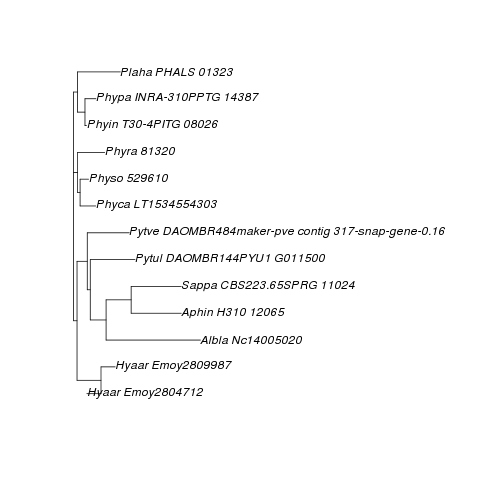 Plaha PHALS 01323
Phypa INRA-310PPTG 14387
Phyin T30-4PITG 08026
Phyra 81320
Physo 529610
Phyca LT1534554303
Pytve DAOMBR484maker-pve contig 317-snap-gene-0.16
Pytul DAOMBR144PYU1 G011500
Sappa CBS223.65SPRG 11024
Aphin H310 12065
Albla Nc14005020
Hyaar Emoy2809987
Hyaar Emoy2804712